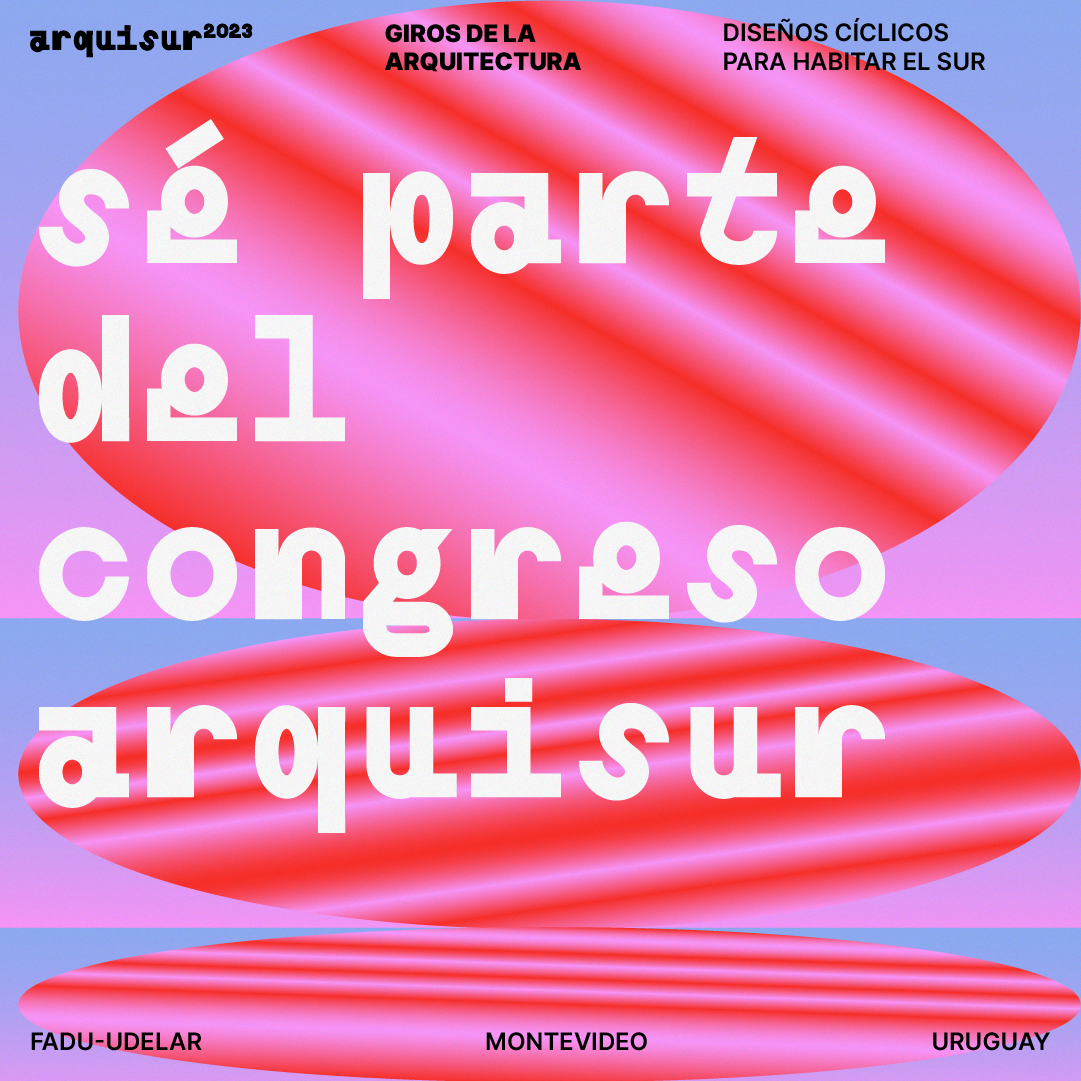 arquisur2023
GIROS DE LA
ARQUITECTURA
DISEÑOS CÍCLICOS
PARA HABITAR EL SUR
sé parte
del
congreso
arquisur
FADU-UDELAR
MONTEVIDEO
URUGUAY